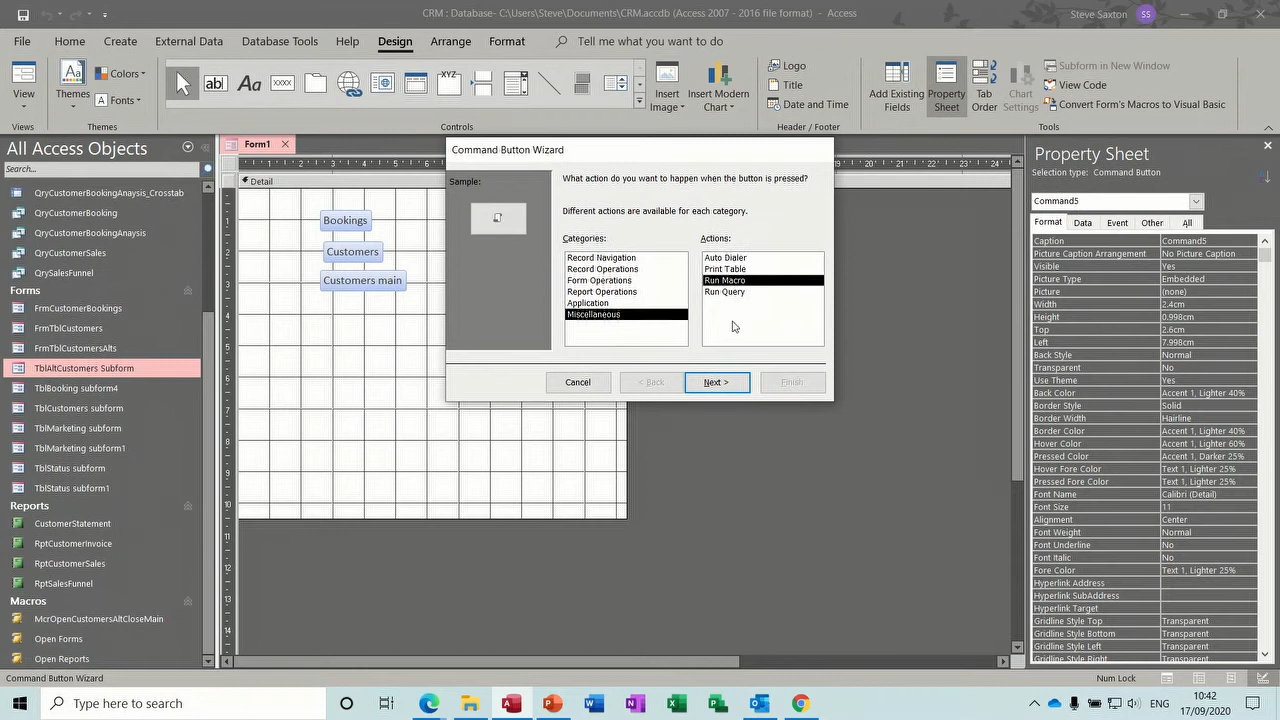 CRM : Database- C:\Users\Steve\Documents\CRM.accdb (Access 2007 - 2016 file format) - Access
Steve Saxton
SS
File
Home
Create
External Data
Database Tools
Help
Design
Arrange
Format
Tell me what you want to do
View
Views
Themes
Aa
Colors
Fonts
Themes
ab|
Aa
XXXX
XYZ
Controls
Insert
Image
Insert Modern
Chart
Logo
Title
Date and Time
Header / Footer
Add Existing
Fields
Property
Sheet
Tab
Order
Chart
Settings
Subform in New Window
View Code
Convert Form's Macros to Visual Basic
Tools
All Access Objects
Search...
QryCustomerBookingAnaysis_Crosstab
QryCustomerBooking
QryCustomerBookingAnaysis
QryCustomerSales
QrySalesFunnel
Forms
FrmCustomerBookings
FrmTblCustomers
FrmTblCustomersAlts
TblAltCustomers Subform
TblBooking subform4
TblCustomers subform
TblMarketing subform
TblMarketing subform1
TblStatus subform
TblStatus subform1
Reports
CustomerStatement
RptCustomerInvoice
RptCustomerSales
RptSalesFunnel
Macros
McrOpenCustomersAltCloseMain
Open Forms
Open Reports
Form1
Detail
Bookings
Customers
Customers main
Command Button Wizard
Sample:
What action do you want to happen when the button is pressed?
Different actions are available for each category.
Categories:
Record Navigation
Record Operations
Form Operations
Report Operations
Application
Miscellaneous
Actions:
Auto Dialer
Print Table
Run Macro
Run Query
Cancel
< Back
Next >
Finish
Property Sheet
Selection type: Command Button
Command5
Format
Data
Event
Other
All
Caption Command5
Picture Caption Arrangement No Picture Caption
Visible Yes
Picture Type Embedded
Picture (none)
Width 2.4cm
Height 0.998cm
Top 2.6cm
Left 7.998cm
Back Style Normal
Transparent No
Use Theme Yes
Back Color Accent 1, Lighter 40%
Border Style Solid
Border Width Hairline
Border Color Accent 1, Lighter 40%
Hover Color Accent 1, Lighter 60%
Pressed Color Accent 1, Darker 25%
Hover Fore Color Text 1, Lighter 25%
Pressed Fore Color Text 1, Lighter 25%
Font Name Calibri (Detail)
Font Size 11
Alignment Center
Font Weight Normal
Font Underline No
Font Italic No
Fore Color Text 1, Lighter 25%
Hyperlink Address
Hyperlink SubAddress
Hyperlink Target
Gridline Style Top Transparent
Gridline Style Bottom Transparent
Gridline Style Left Transparent
Gridline Style Right Transparent
Command Button Wizard
Num Lock
Type here to search
ENG
10:42
17/09/2020